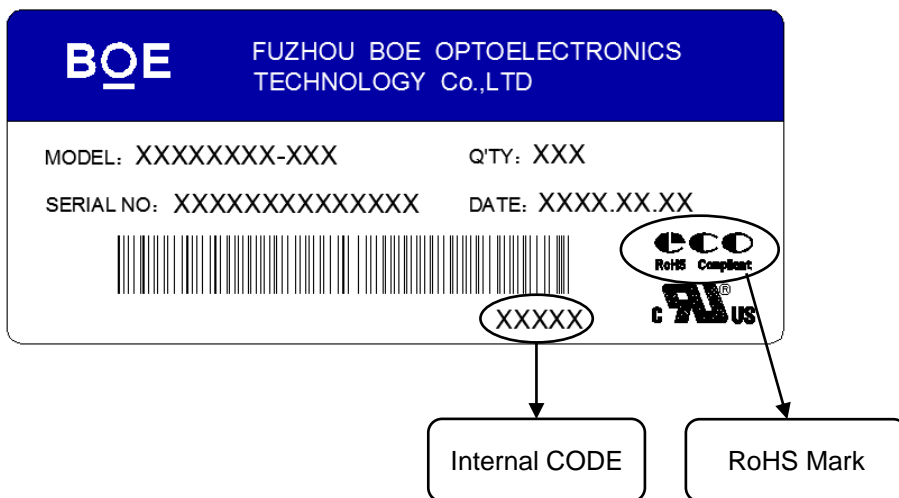 BOE
FUZHOU BOE OPTOELECTRONICS
TECHNOLOGY Co.,LTD
MODEL: XXXXXXXX-XXX
Q'TY: XXX
SERIAL NO: XXXXXXXXXXXXXX
DATE: XXXX.XX.XX
eco
RoHS Compliant
XXXXX
C RU ® US
Internal CODE
RoHS Mark